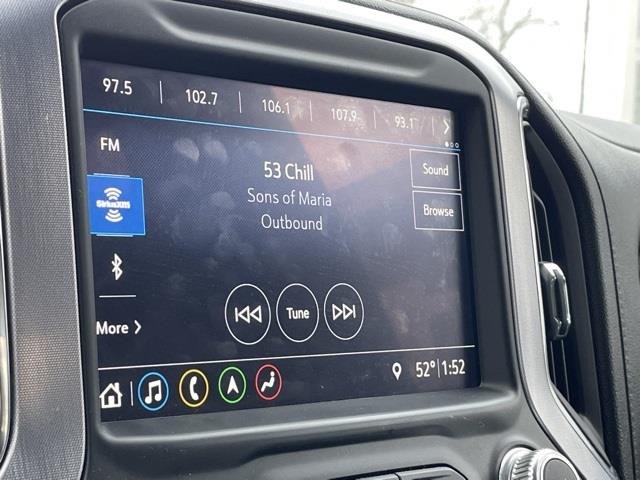 97.5 102.7 106.1 107.9 93.1
FM
53 Chill
Sons of Maria
Outbound
Sound
Browse
SiriusXM
Tune
More
52° 1:52